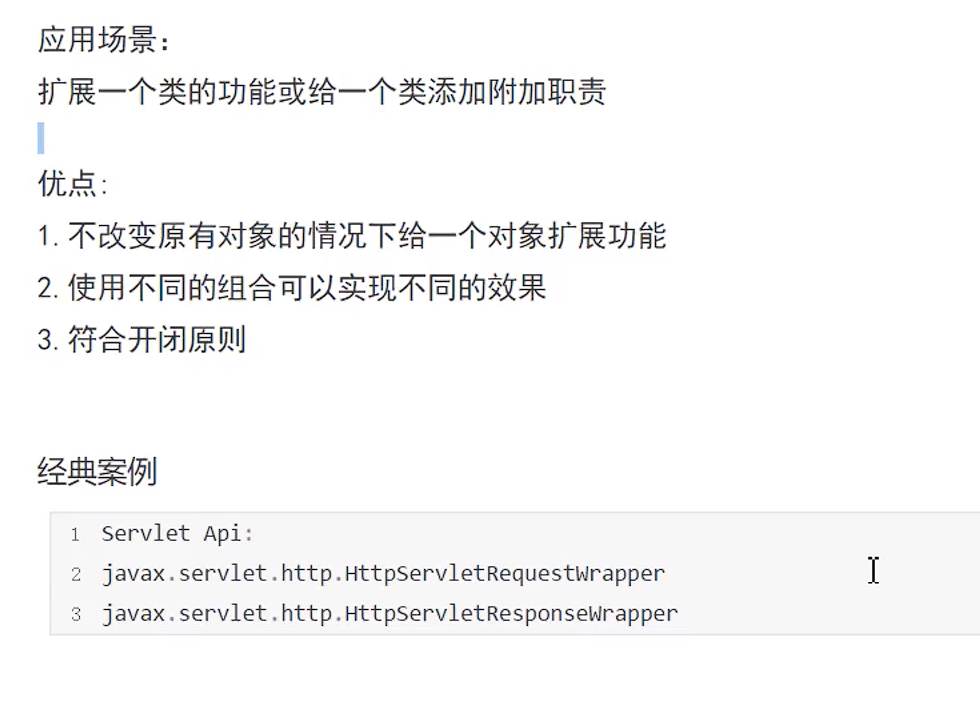 应用场景：
扩展一个类的功能或给一个类添加附加职责
优点:
1. 不改变原有对象的情况下给一个对象扩展功能
2. 使用不同的组合可以实现不同的效果
3. 符合开闭原则
经典案例
1 Servlet Api:
2 javax.servlet.http.HttpServletRequestWrapper
3 javax.servlet.http.HttpServletResponseWrapper